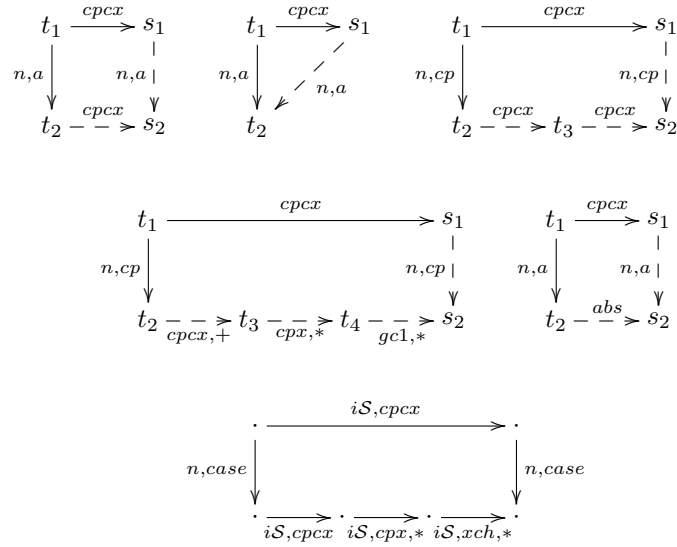 t₁ cpcx s₁ t₁ cpcx s₁ t₁ cpcx s₁
n,a n,a n,a n,a n,cp n,cp
t₂ cpcx s₂ t₂ t₂ cpcx t₃ cpcx s₂
t₁ cpcx s₁ t₁ cpcx s₁
n,cp n,cp n,a n,a
t₂ cpcx,+ t₃ cpx,* t₄ gc1,* s₂ t₂ abs s₂
· iS,cpcx ·
n,case n,case
· iS,cpcx · iS,cpx,* · iS,xch,* ·